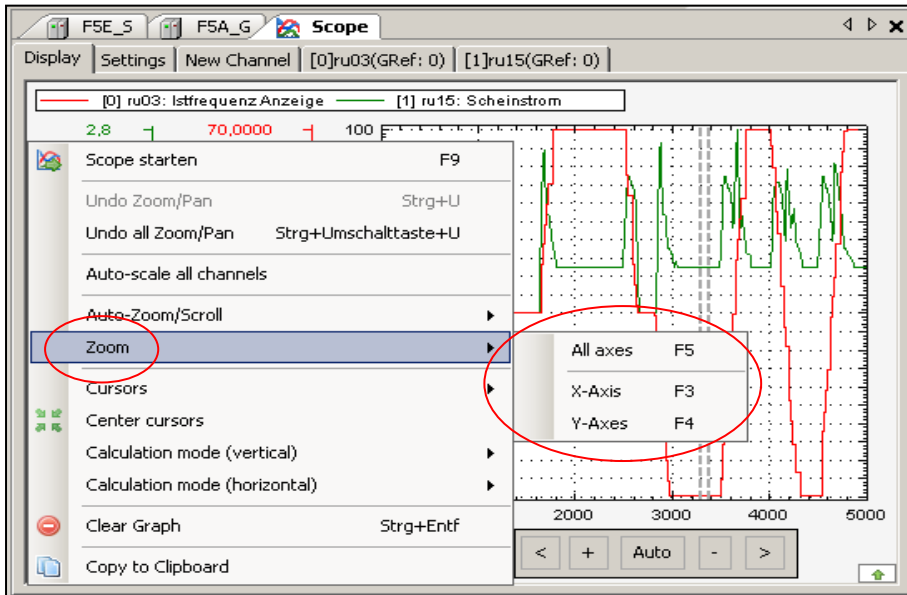 F5E_S F5A_G Scope
Display Settings New Channel [0]ru03(GRef: 0) [1]ru15(GRef: 0)
[0] ru03: Istfrequenz Anzeige [1] ru15: Scheinstrom
2,8 70,0000 100
Scope starten F9
Undo Zoom/Pan Strg+U
Undo all Zoom/Pan Strg+Umschalttaste+U
Auto-scale all channels
Auto-Zoom/Scroll
Zoom
All axes F5
X-Axis F3
Y-Axes F4
Cursors
Center cursors
Calculation mode (vertical)
Calculation mode (horizontal)
2000 3000 4000 5000
Clear Graph Strg+Entf
< + Auto - >
Copy to Clipboard